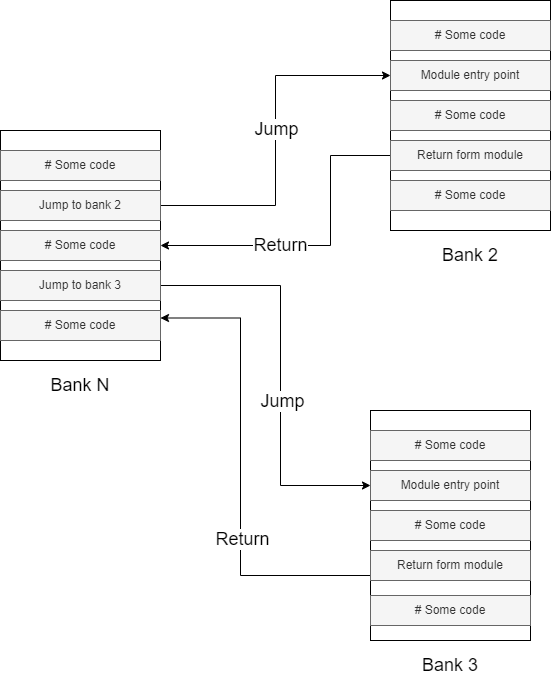 # Some code
Module entry point
# Some code
Return form module
# Some code
Bank 2
Jump
# Some code
Jump to bank 2
# Some code
Jump to bank 3
# Some code
Bank N
Return
Jump
Return
# Some code
Module entry point
# Some code
Return form module
# Some code
Bank 3